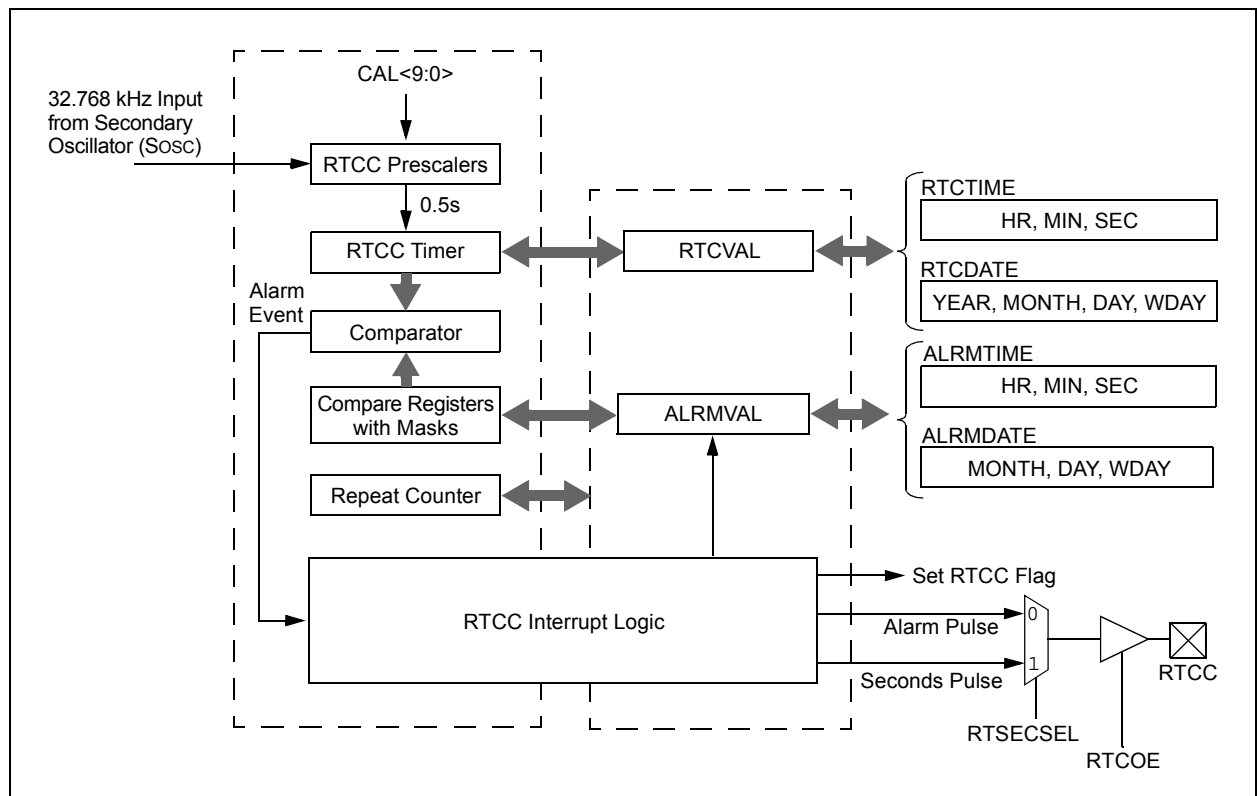 CAL<9:0>
32.768 kHz Input
from Secondary
Oscillator (SOSC)
RTCC Prescalers
0.5s
RTCC Timer
RTCVAL
RTCTIME
HR, MIN, SEC
RTCDATE
YEAR, MONTH, DAY, WDAY
Alarm
Event
Comparator
Compare Registers
with Masks
ALRMVAL
ALRMTIME
HR, MIN, SEC
ALRMDATE
MONTH, DAY, WDAY
Repeat Counter
RTCC Interrupt Logic
Set RTCC Flag
Alarm Pulse
0
Seconds Pulse
1
RTCC
RTSECSEL
RTCOE